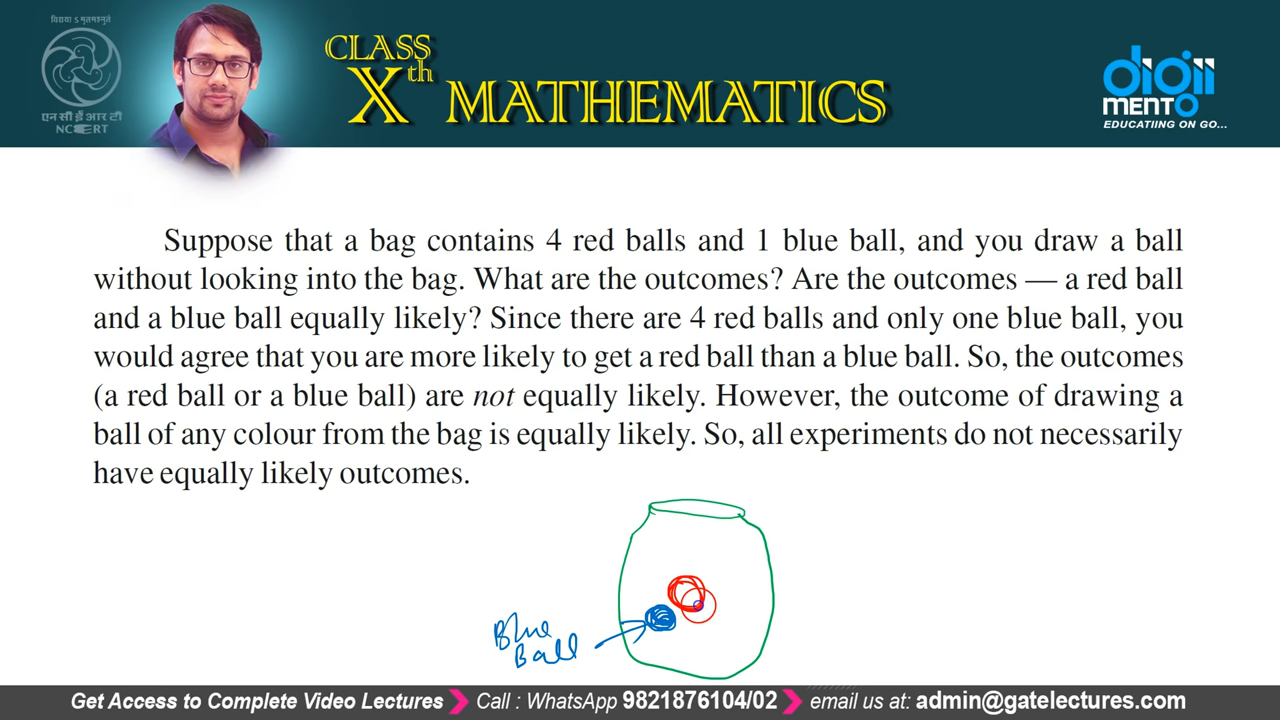 विद्यया ऽ मृतमश्नुते
एन सी ई आर टी
NCERT
CLASS
Xth MATHEMATICS
digii
mento
EDUCATIING ON GO...
Suppose that a bag contains 4 red balls and 1 blue ball, and you draw a ball
without looking into the bag. What are the outcomes? Are the outcomes — a red ball
and a blue ball equally likely? Since there are 4 red balls and only one blue ball, you
would agree that you are more likely to get a red ball than a blue ball. So, the outcomes
(a red ball or a blue ball) are not equally likely. However, the outcome of drawing a
ball of any colour from the bag is equally likely. So, all experiments do not necessarily
have equally likely outcomes.
Blue
Ball
Get Access to Complete Video Lectures Call : WhatsApp 9821876104/02 email us at: admin@gatelectures.com